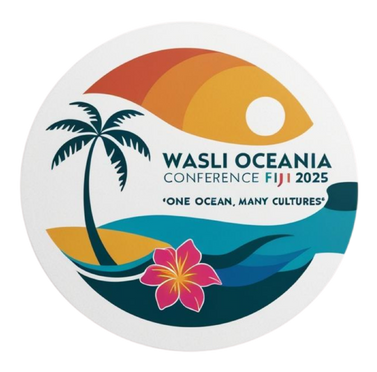 WASLI OCEANIA
CONFERENCE FIJI 2025
‘ONE OCEAN, MANY CULTURES‘